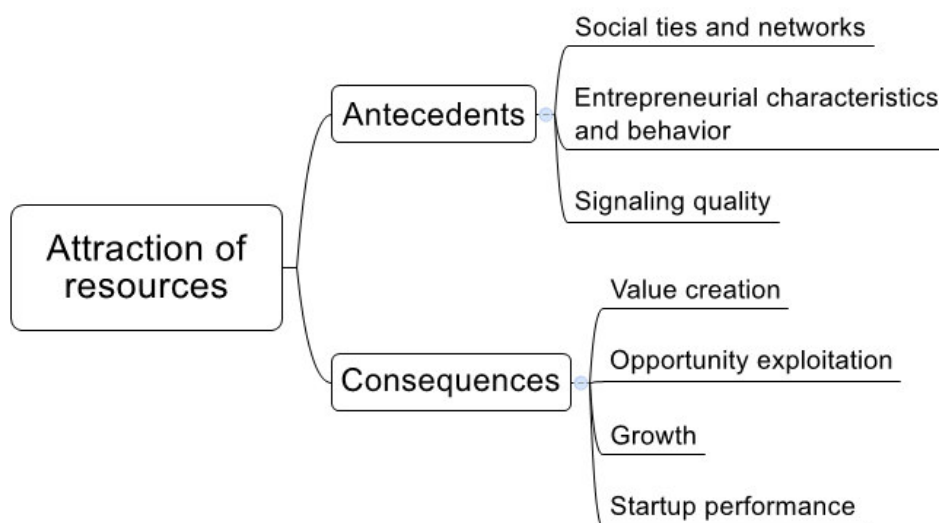 Social ties and networks
Antecedents
Entrepreneurial characteristics
and behavior
Signaling quality
Attraction of
resources
Value creation
Consequences
Opportunity exploitation
Growth
Startup performance